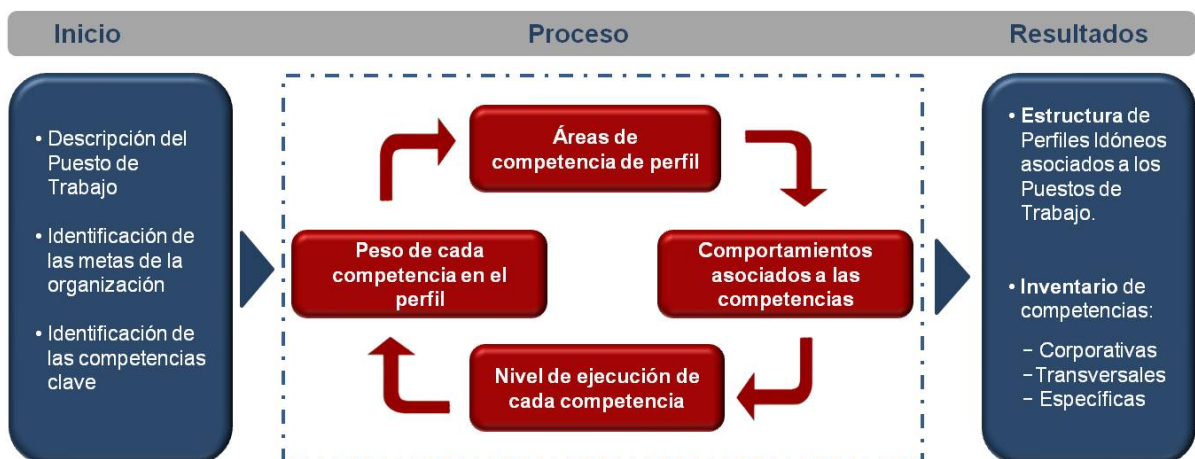 Inicio
Proceso
Resultados
• Descripción del
Puesto de
Trabajo
• Identificación de
las metas de la
organización
• Identificación de
las competencias
clave
Áreas de
competencia de perfil
Comportamientos
asociados a las
competencias
Nivel de ejecución de
cada competencia
Peso de cada
competencia en el
perfil
• Estructura de
Perfiles Idóneos
asociados a los
Puestos de
Trabajo.
• Inventario de
competencias:
− Corporativas
−Transversales
− Específicas